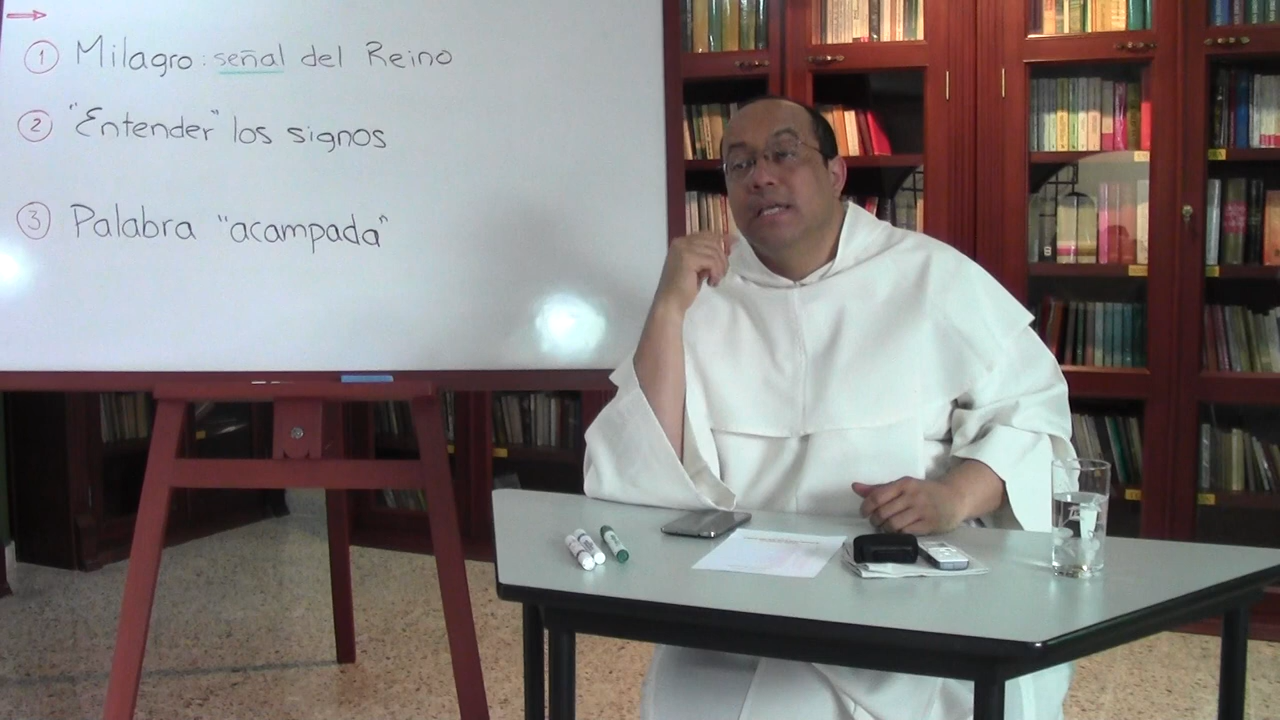 ① Milagro: señal del Reino
② "Entender" los signos
③ Palabra "acampada"